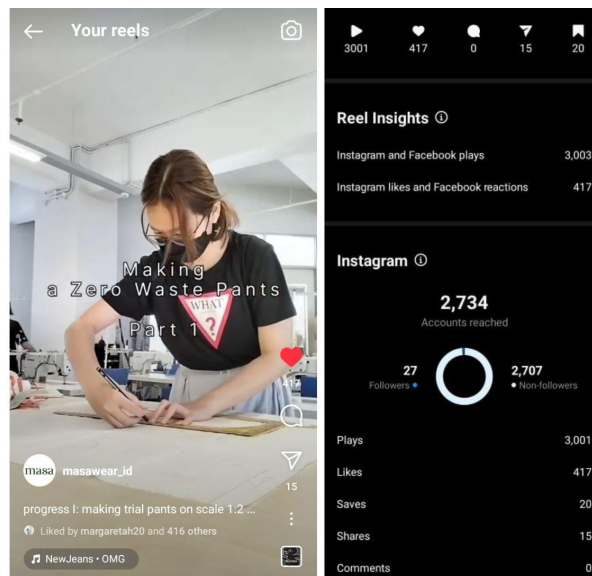 Your reels
Making
a Zero Waste Pants
Part 1
WHAT
?
417
15
masa masawear_id
progress I: making trial pants on scale 1:2 ...
Liked by margaretah20 and 416 others
NewJeans • OMG
3001 417 0 15 20
Reel Insights
Instagram and Facebook plays 3,003
Instagram likes and Facebook reactions 417
Instagram
2,734
Accounts reached
27 2,707
Followers • • Non-followers
Plays 3,001
Likes 417
Saves 20
Shares 15
Comments 0